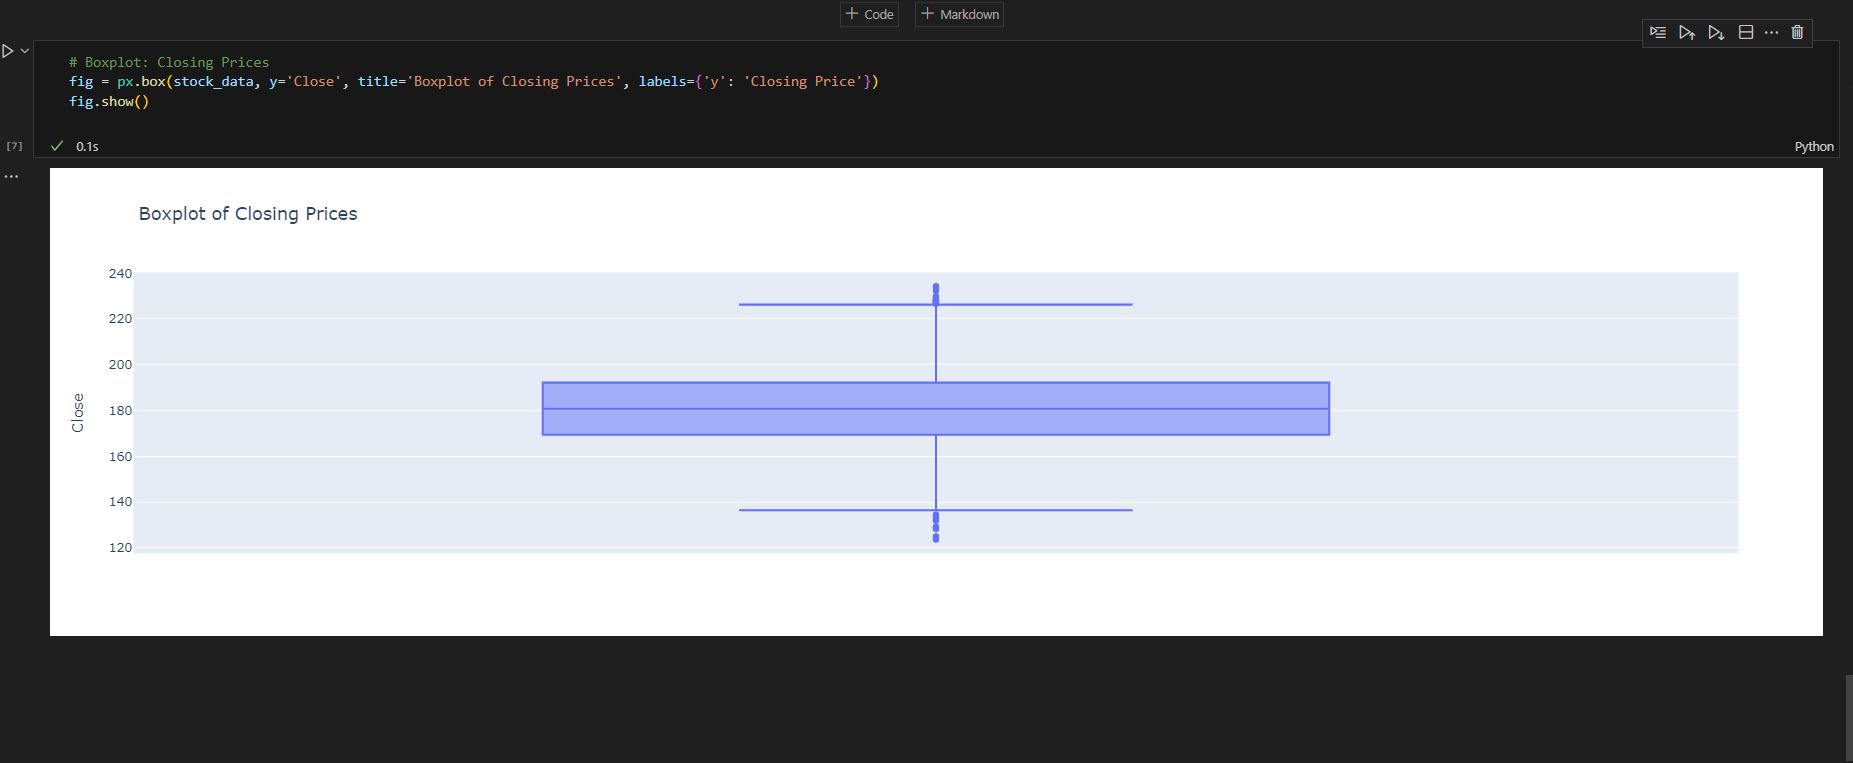 + Code + Markdown
# Boxplot: Closing Prices
fig = px.box(stock_data, y='Close', title='Boxplot of Closing Prices', labels={'y': 'Closing Price'})
fig.show()
[7] 0.1s Python
Boxplot of Closing Prices
240
220
200
180
160
140
120
Close